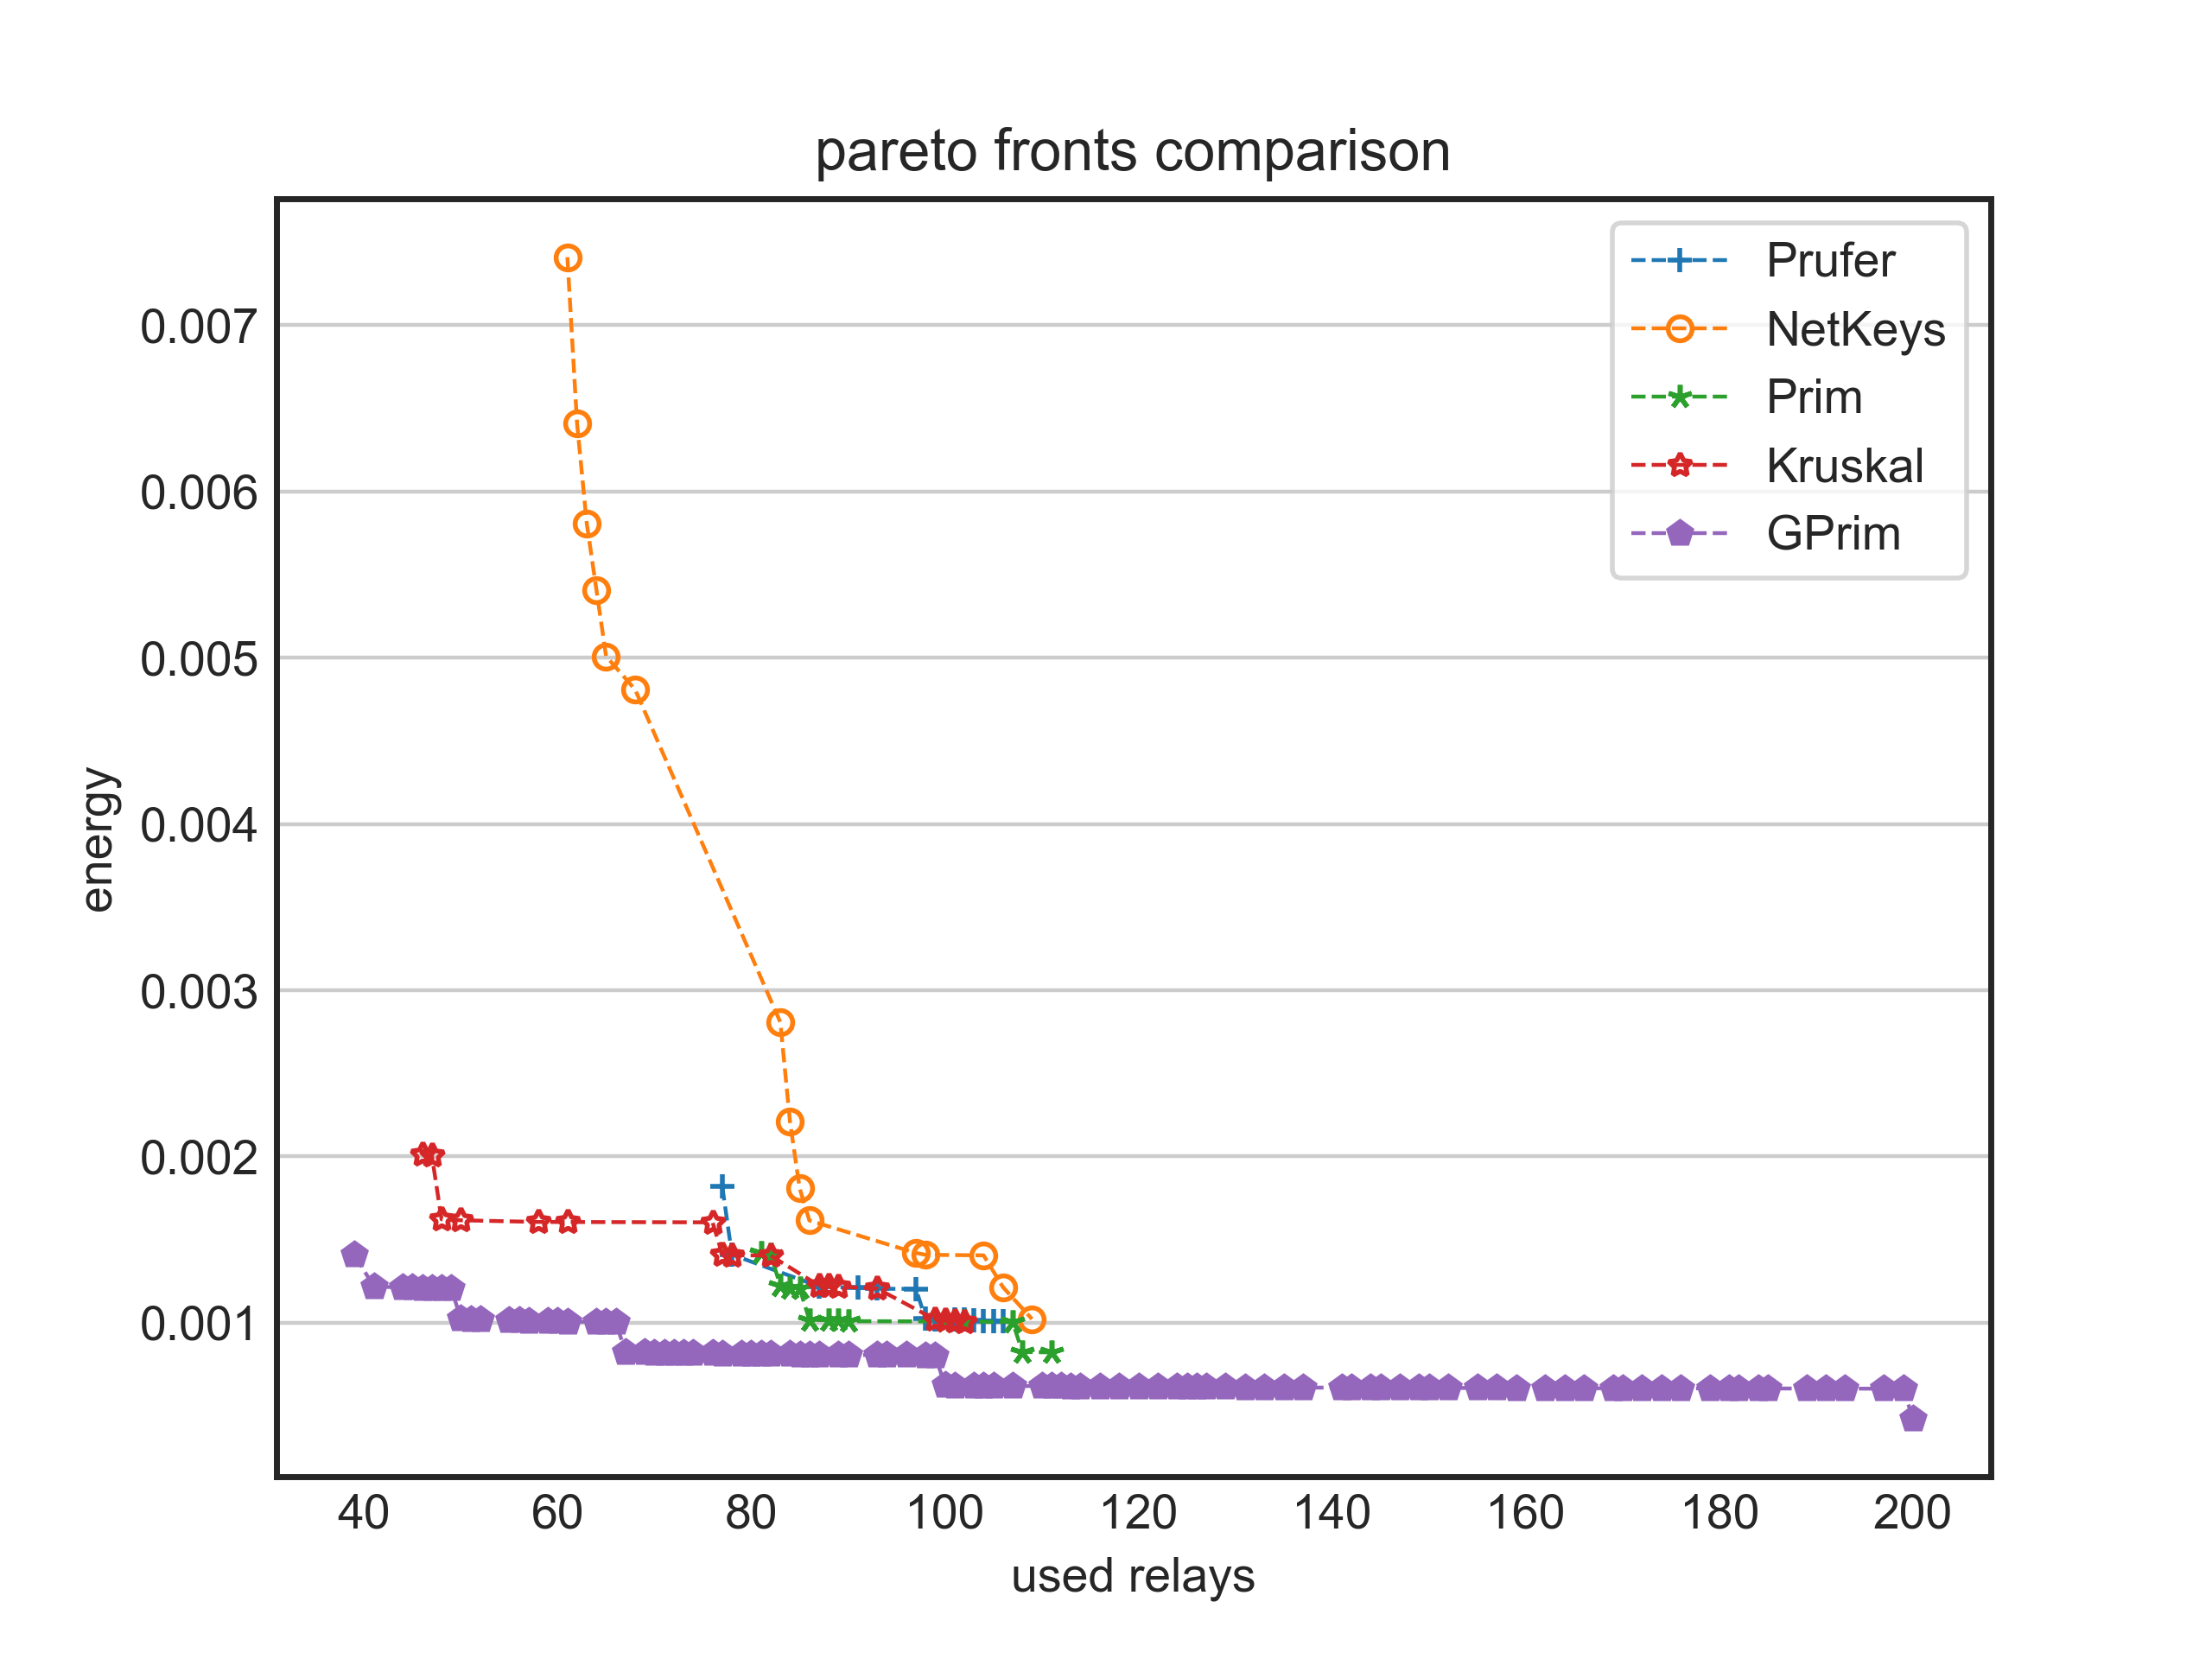 pareto fronts comparison
Prufer
NetKeys
Prim
Kruskal
GPrim
0.007
0.006
0.005
0.004
0.003
0.002
0.001
energy
40 60 80 100 120 140 160 180 200
used relays